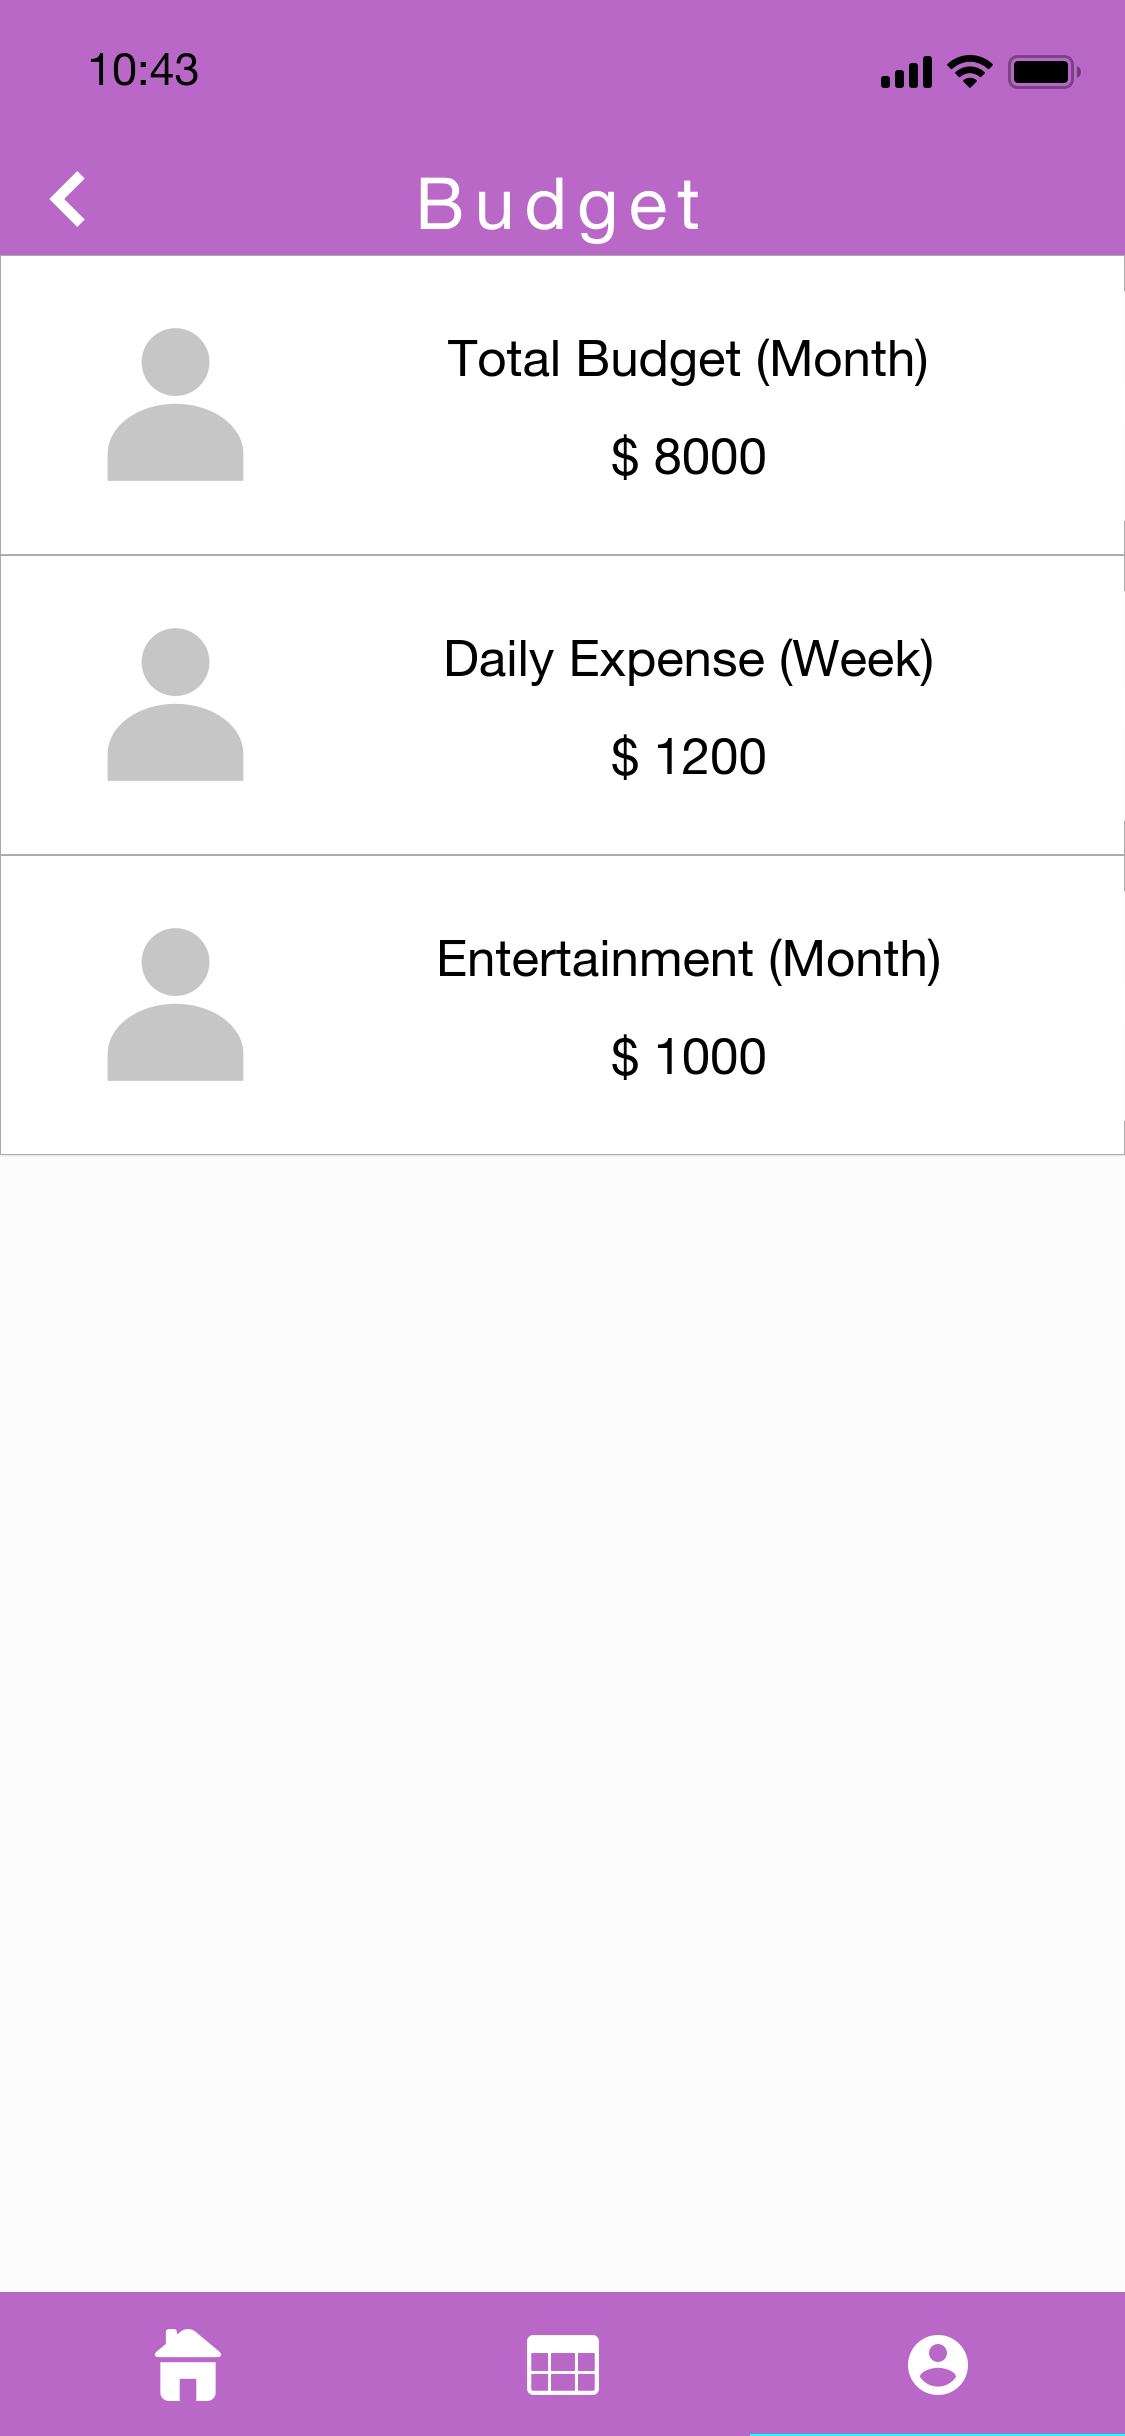 10:43
Budget
Total Budget (Month)
$ 8000
Daily Expense (Week)
$ 1200
Entertainment (Month)
$ 1000